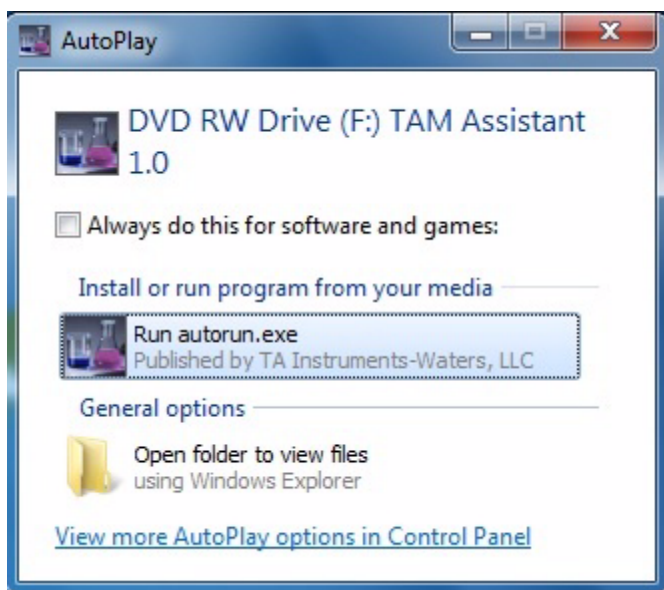 AutoPlay
DVD RW Drive (F:) TAM Assistant
1.0
Always do this for software and games:
Install or run program from your media
Run autorun.exe
Published by TA Instruments-Waters, LLC
General options
Open folder to view files
using Windows Explorer
View more AutoPlay options in Control Panel